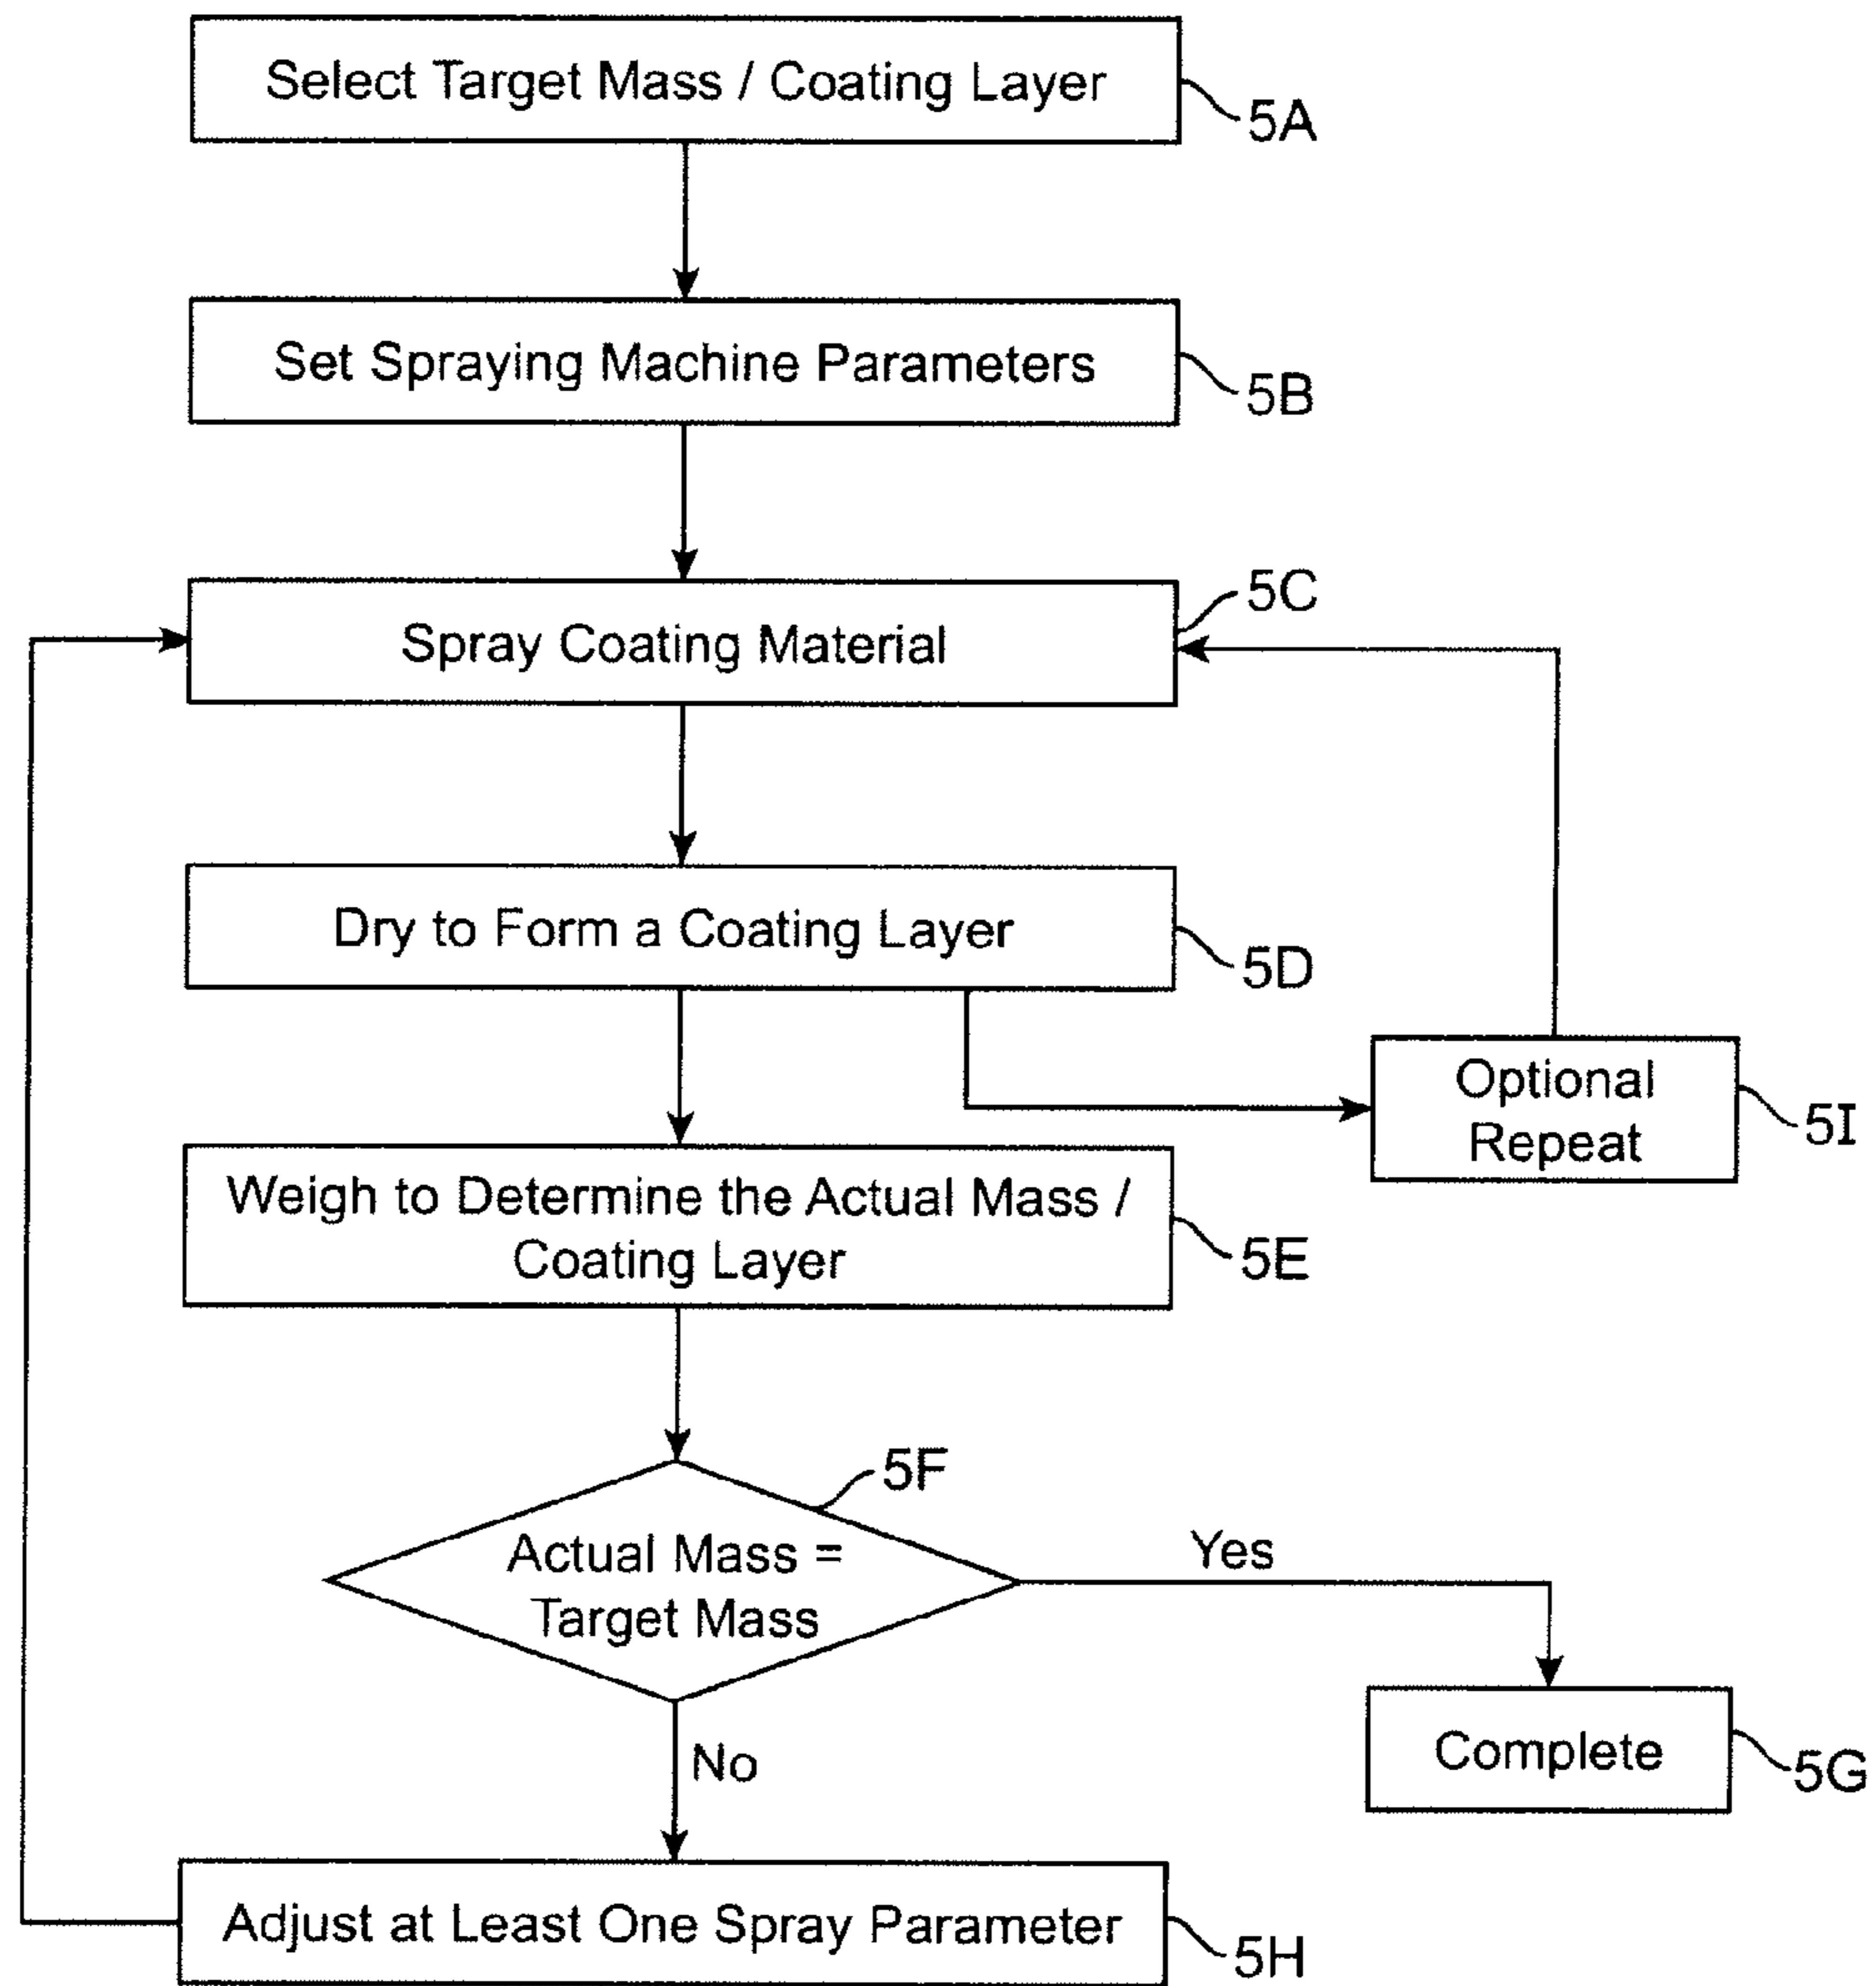 Select Target Mass / Coating Layer
5A
Set Spraying Machine Parameters
5B
5C
Spray Coating Material
Dry to Form a Coating Layer
5D
Optional
Repeat
5I
Weigh to Determine the Actual Mass /
Coating Layer
5E
5F
Actual Mass =
Target Mass
Yes
Complete
5G
No
Adjust at Least One Spray Parameter
5H